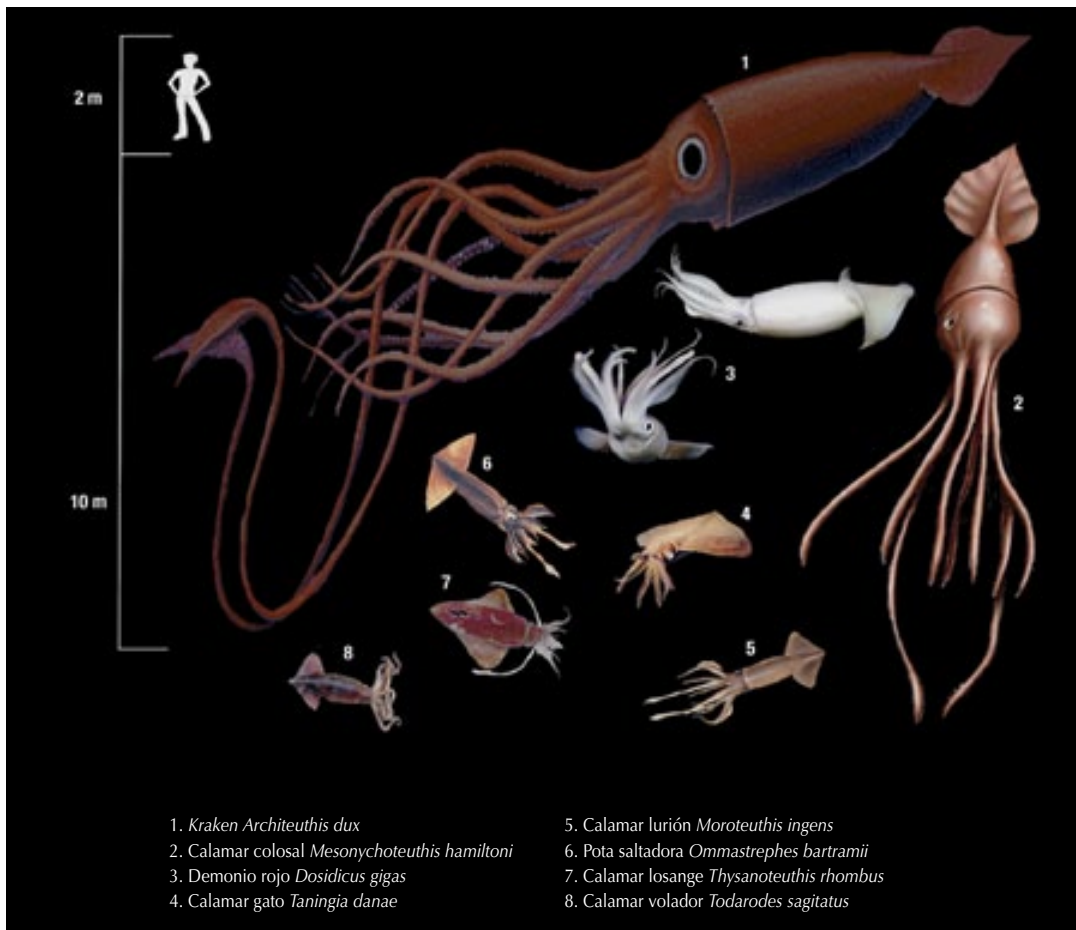 2 m
1
3
2
6
4
10 m
7
5
8
1. Kraken Architeuthis dux
2. Calamar colosal Mesonychoteuthis hamiltoni
3. Demonio rojo Dosidicus gigas
4. Calamar gato Taningia danae
5. Calamar lurión Moroteuthis ingens
6. Pota saltadora Ommastrephes bartramii
7. Calamar losange Thysanoteuthis rhombus
8. Calamar volador Todarodes sagitatus